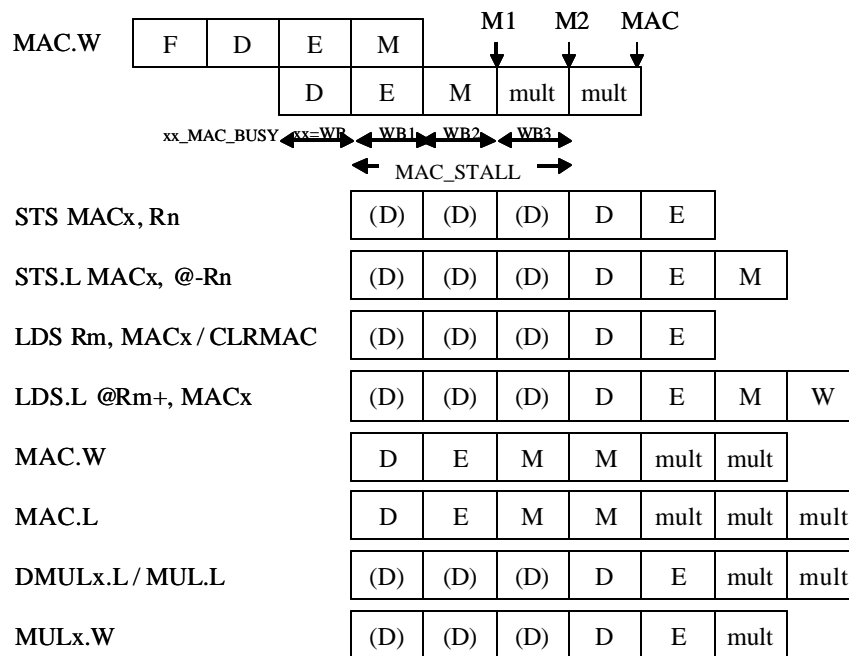 M1 M2 MAC
MAC.W F D E M
D E M mult mult
xx_MAC_BUSY xx=WB WB1 WB2 WB3
MAC_STALL
STS MACx, Rn (D) (D) (D) D E
STS.L MACx, @-Rn (D) (D) (D) D E M
LDS Rm, MACx / CLRMAC (D) (D) (D) D E
LDS.L @Rm+, MACx (D) (D) (D) D E M W
MAC.W D E M M mult mult
MAC.L D E M M mult mult mult
DMULx.L / MUL.L (D) (D) (D) D E mult mult
MULx.W (D) (D) (D) D E mult